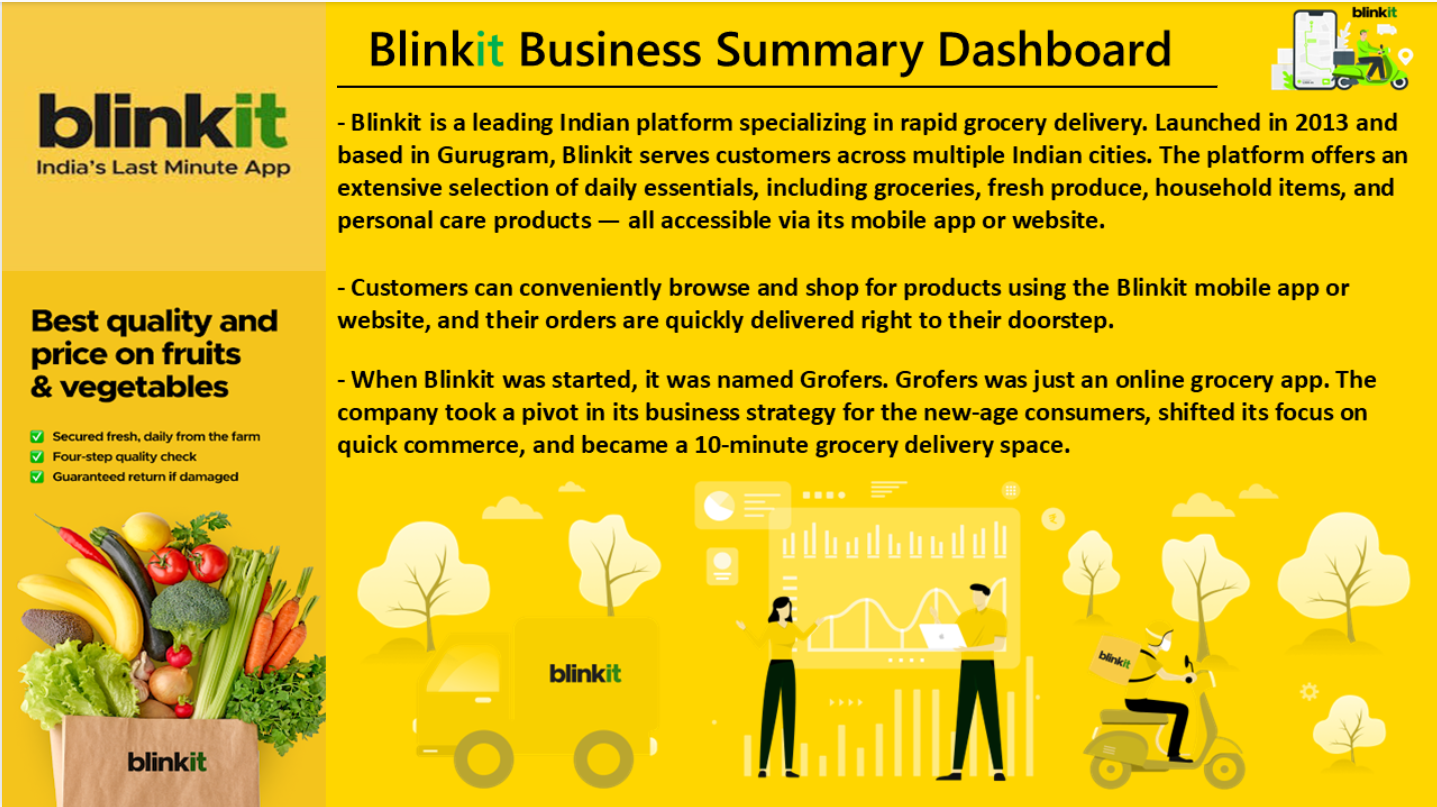 blinkit
India's Last Minute App
Best quality and
price on fruits
& vegetables
Secured fresh, daily from the farm
Four-step quality check
Guaranteed return if damaged
blinkit
Blinkit Business Summary Dashboard
blinkit
- Blinkit is a leading Indian platform specializing in rapid grocery delivery. Launched in 2013 and
based in Gurugram, Blinkit serves customers across multiple Indian cities. The platform offers an
extensive selection of daily essentials, including groceries, fresh produce, household items, and
personal care products — all accessible via its mobile app or website.
- Customers can conveniently browse and shop for products using the Blinkit mobile app or
website, and their orders are quickly delivered right to their doorstep.
- When Blinkit was started, it was named Grofers. Grofers was just an online grocery app. The
company took a pivot in its business strategy for the new-age consumers, shifted its focus on
quick commerce, and became a 10-minute grocery delivery space.
₹
blinkit
blinkit